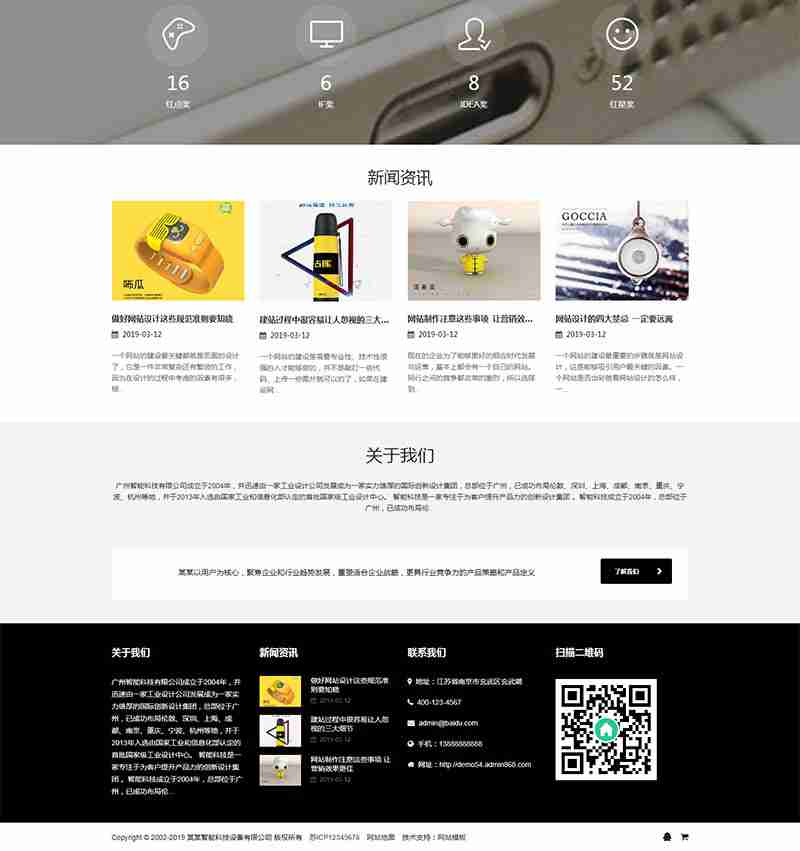 16
6
8
52
红点奖
IF奖
IDEA奖
红星奖
新闻资讯
咘瓜
GOCCIA
做好网站设计这些规范准则要知晓
2019-03-12
一个网站的建设最关键都就是页面的设计
了，它是一件非常复杂还有繁琐的工作，
因为在设计的过程中考虑的因素有很多，
建站过程中很容易让人忽视的三大...
2019-03-12
一个网站的建设是需要专业性、技术性很
强的人才能够做的，并不是敲打一些代
码、上传一些图片就可以的了，如果在建
设网...
网站制作注意这些事项 让营销效...
2019-03-12
现在的企业为了能够更好的顺应时代发展
与运营，基本上都会有一个自己的网站。
同行之间的竞争都非常的激烈，所以选择
到...
网站设计的四大禁忌 一定要远离
2019-03-12
一个网站的建设最重要的步骤就是网站设
计，这是能够吸引用户最关键的因素。一
个网站是否出彩就看网站设计的怎么样，
一...
关于我们
广州智能科技有限公司成立于2004年，并迅速由一家工业设计公司发展成为一家实力雄厚的国际创新设计集团，总部位于广州，已成功布局伦敦、深圳、上海、成都、南京、重庆、宁
波、杭州等地，并于2013年入选由国家工业和信息化部认定的首批国家级工业设计中心。 智能科技是一家专注于为客户提升产品力的创新设计集团。智能科技成立于2004年，总部位于
广州，已成功布局伦...
某某以用户为核心，聚焦企业和行业趋势发展，重塑适合企业战略，更具行业竞争力的产品策略和产品定义
了解我们
关于我们
广州智能科技有限公司成立于2004年，并
迅速由一家工业设计公司发展成为一家实
力雄厚的国际创新设计集团，总部位于广
州，已成功布局伦敦、深圳、上海、成
都、南京、重庆、宁波、杭州等地，并于
2013年入选由国家工业和信息化部认定的
首批国家级工业设计中心。 智能科技是一
家专注于为客户提升产品力的创新设计集
团。智能科技成立于2004年，总部位于广
州，已成功布局伦...
新闻资讯
做好网站设计这些规范准
则要知晓
2019-03-12
建站过程中很容易让人忽
视的三大细节
2019-03-12
网站制作注意这些事项 让
营销效果更佳
2019-03-12
联系我们
地址：江苏省南京市玄武区玄武湖
400-123-4567
admin@baidu.com
手机：13888888888
网址：http://demo54.admin868.com
扫描二维码
Copyright © 2002-2019 某某智能科技设备有限公司 版权所有 苏ICP12345678 网站地图 技术支持：网站模板